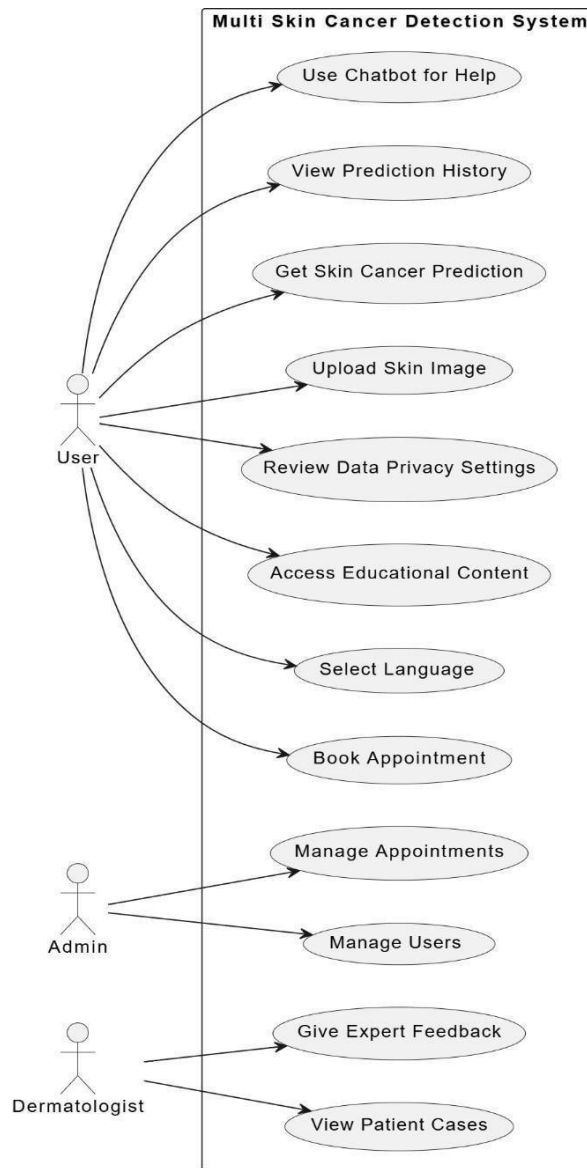 Multi Skin Cancer Detection System
Use Chatbot for Help
View Prediction History
Get Skin Cancer Prediction
Upload Skin Image
User
Review Data Privacy Settings
Access Educational Content
Select Language
Book Appointment
Manage Appointments
Admin
Manage Users
Give Expert Feedback
Dermatologist
View Patient Cases